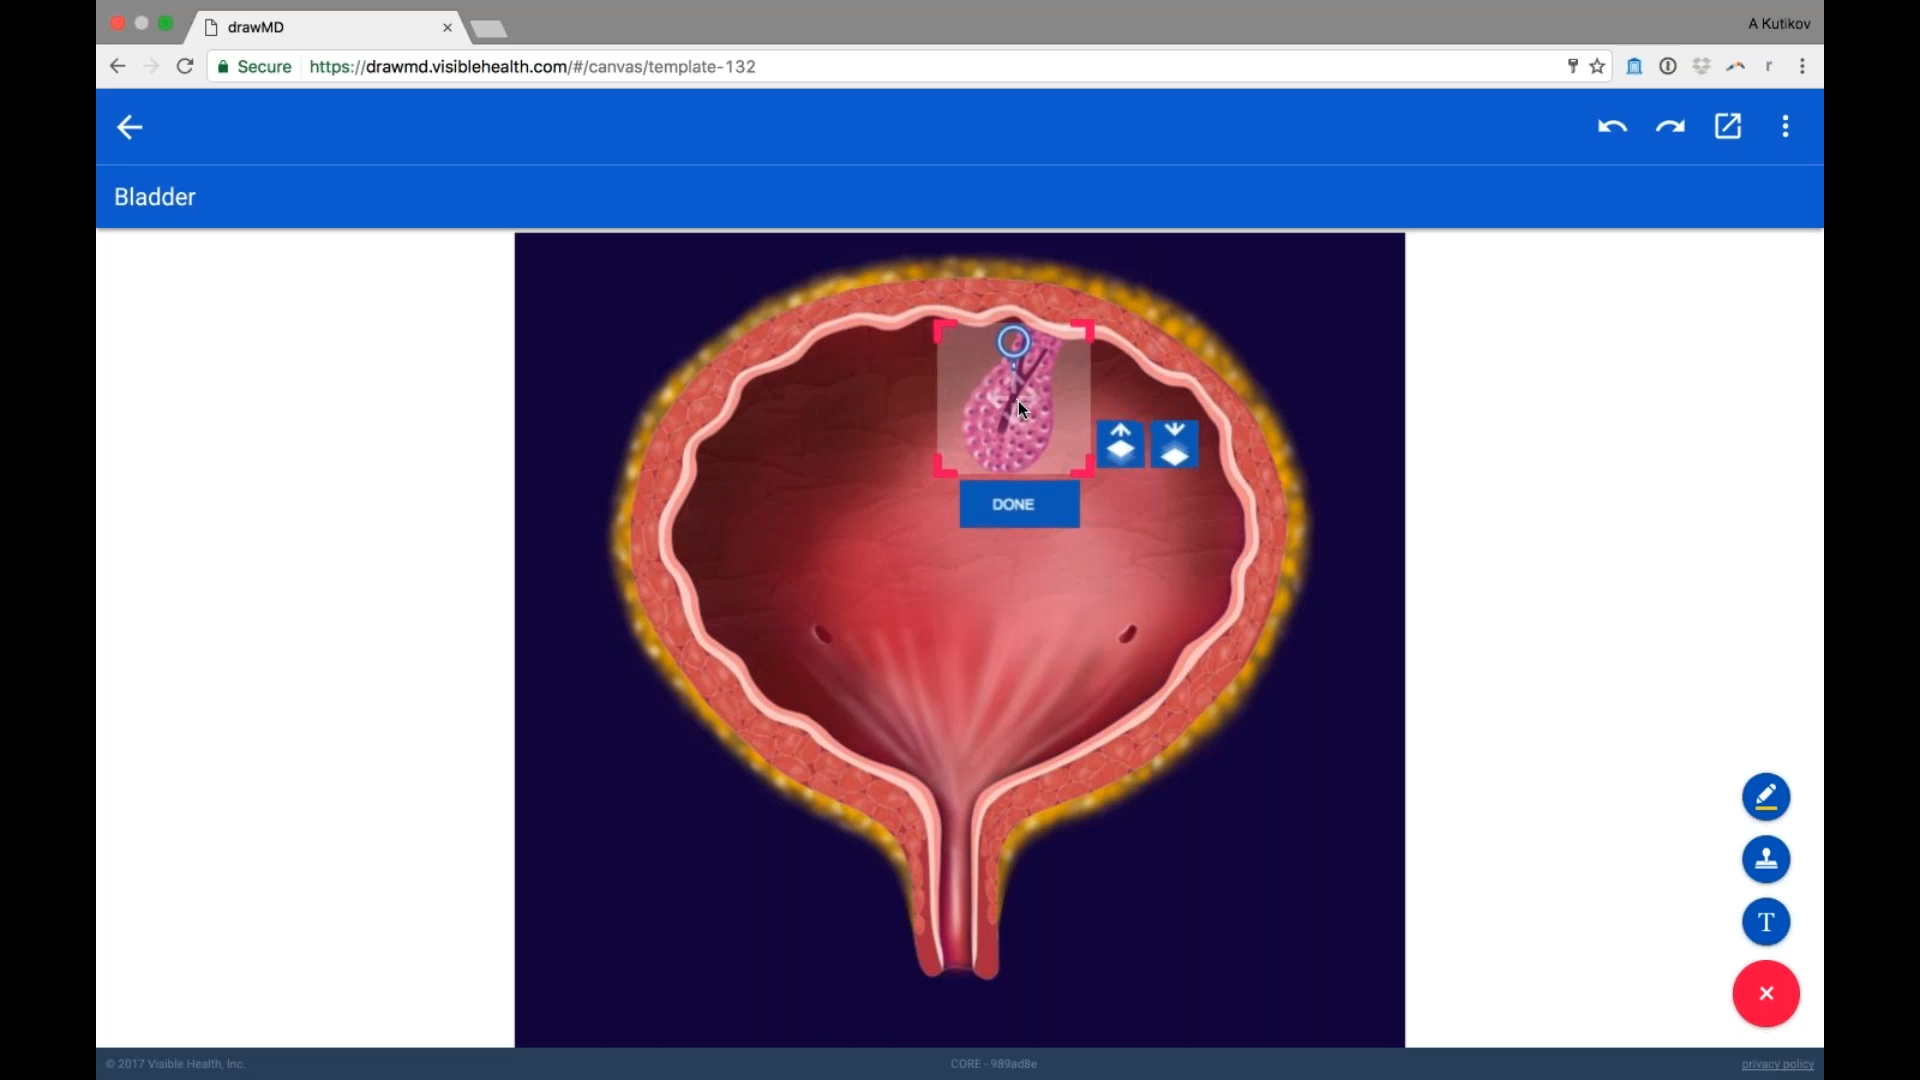 drawMD
A Kutikov
Secure https://drawmd.visiblehealth.com/#/canvas/template-132
r
Bladder
DONE
T
© 2017 Visible Health, Inc.
CORE - 989ad8e
privacy policy